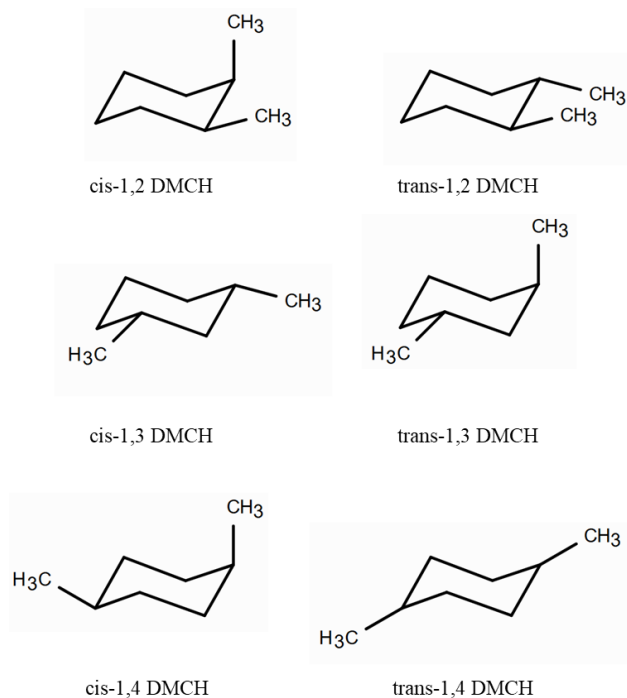 CH3
CH3
CH3
CH3
cis-1,2 DMCH
trans-1,2 DMCH
CH3
H3C
CH3
H3C
cis-1,3 DMCH
trans-1,3 DMCH
CH3
H3C
CH3
H3C
cis-1,4 DMCH
trans-1,4 DMCH